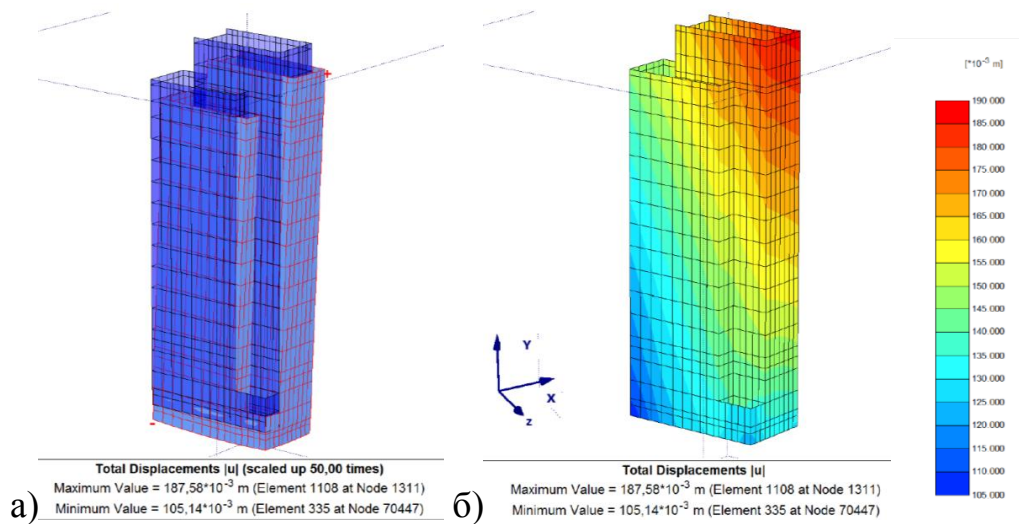 [*10⁻³ m]
190 000
185 000
180 000
175 000
170 000
165 000
160 000
155 000
150 000
145 000
140 000
135 000
130 000
125 000
120 000
115 000
110 000
105 000
Y
X
z
а)
Total Displacements |u| (scaled up 50,00 times)
Maximum Value = 187,58*10⁻³ m (Element 1108 at Node 1311)
Minimum Value = 105,14*10⁻³ m (Element 335 at Node 70447)
б)
Total Displacements |u|
Maximum Value = 187,58*10⁻³ m (Element 1108 at Node 1311)
Minimum Value = 105,14*10⁻³ m (Element 335 at Node 70447)